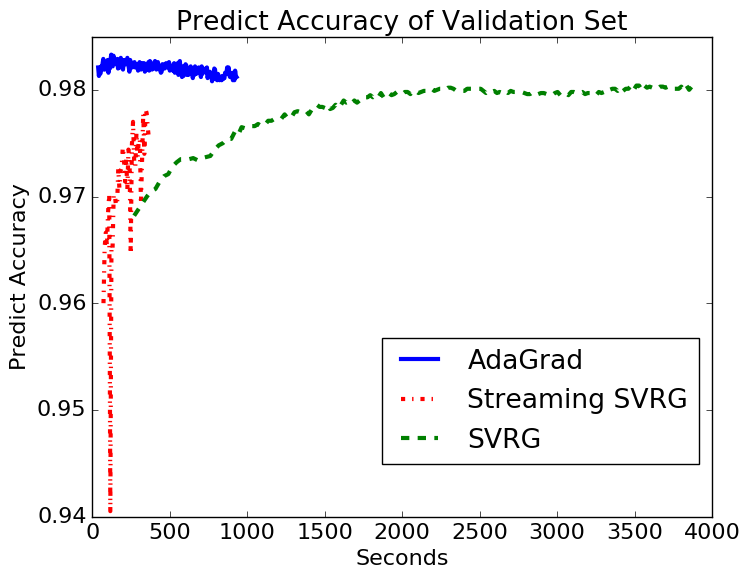 Predict Accuracy of Validation Set
Predict Accuracy
0.98
0.97
0.96
0.95
0.94
AdaGrad
Streaming SVRG
SVRG
0 500 1000 1500 2000 2500 3000 3500 4000
Seconds